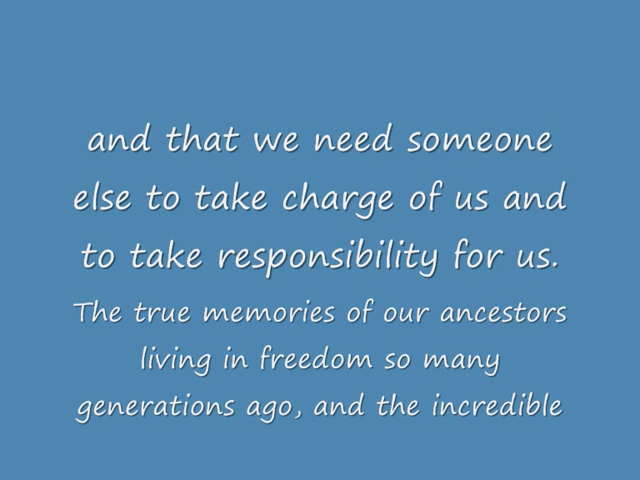 and that we need someone
else to take charge of us and
to take responsibility for us.
The true memories of our ancestors
living in freedom so many
generations ago, and the incredible